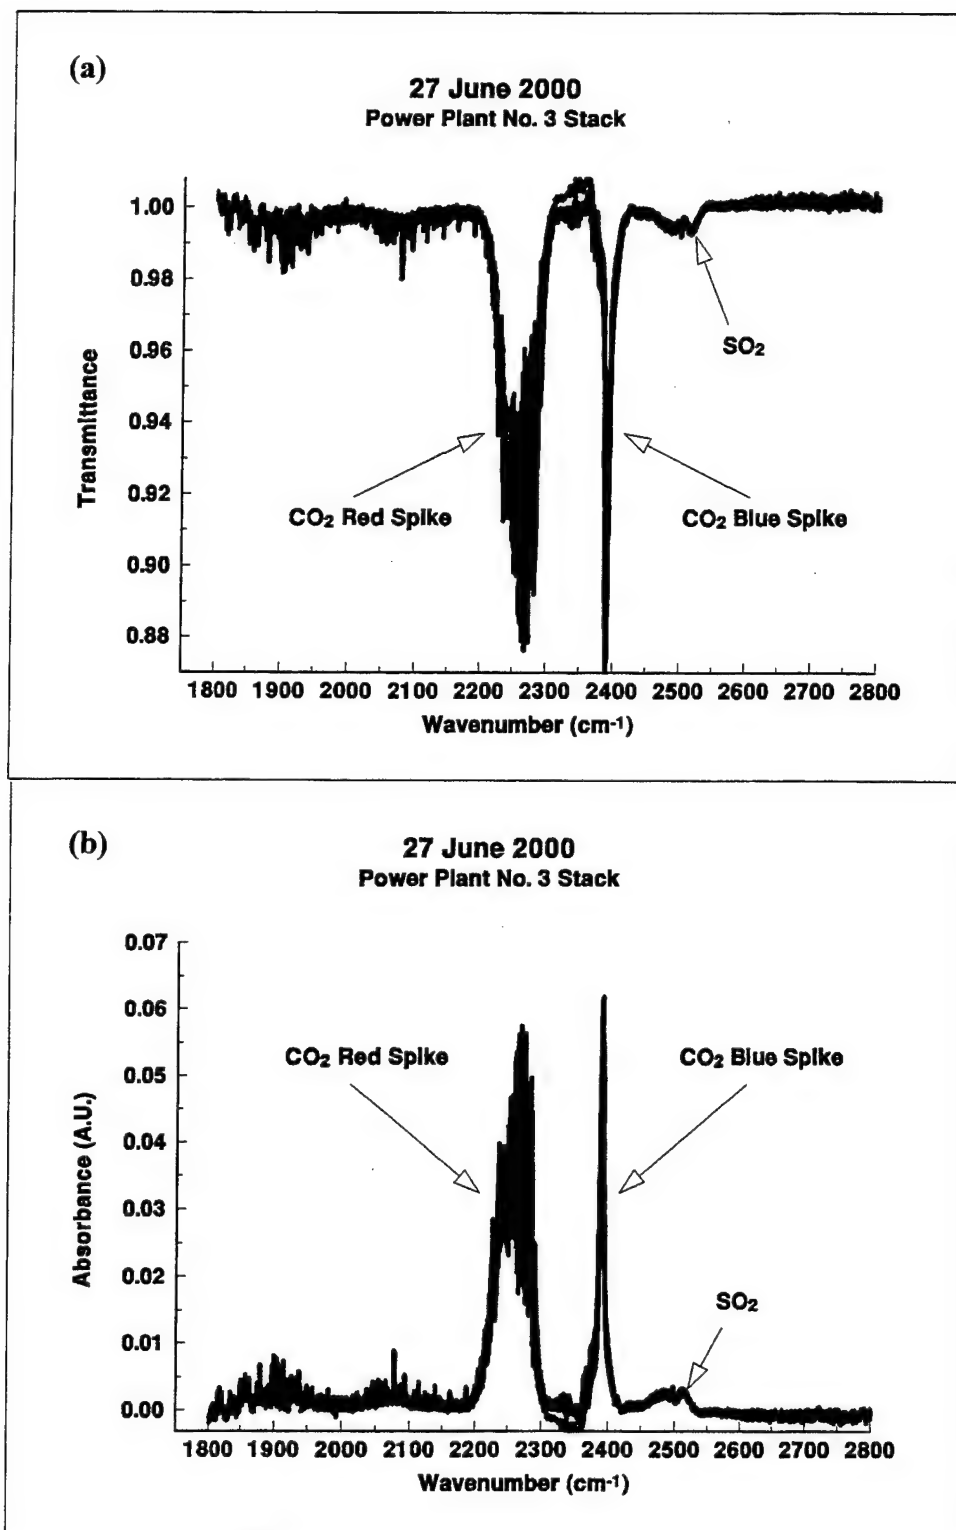 (a)
27 June 2000
Power Plant No. 3 Stack
1.00
0.98
0.96
0.94
0.92
0.90
0.88
Transmittance
SO2
CO2 Red Spike
CO2 Blue Spike
1800 1900 2000 2100 2200 2300 2400 2500 2600 2700 2800
Wavenumber (cm-1)
(b)
27 June 2000
Power Plant No. 3 Stack
0.07
0.06
0.05
0.04
0.03
0.02
0.01
0.00
Absorbance (A.U.)
CO2 Red Spike
CO2 Blue Spike
SO2
1800 1900 2000 2100 2200 2300 2400 2500 2600 2700 2800
Wavenumber (cm-1)